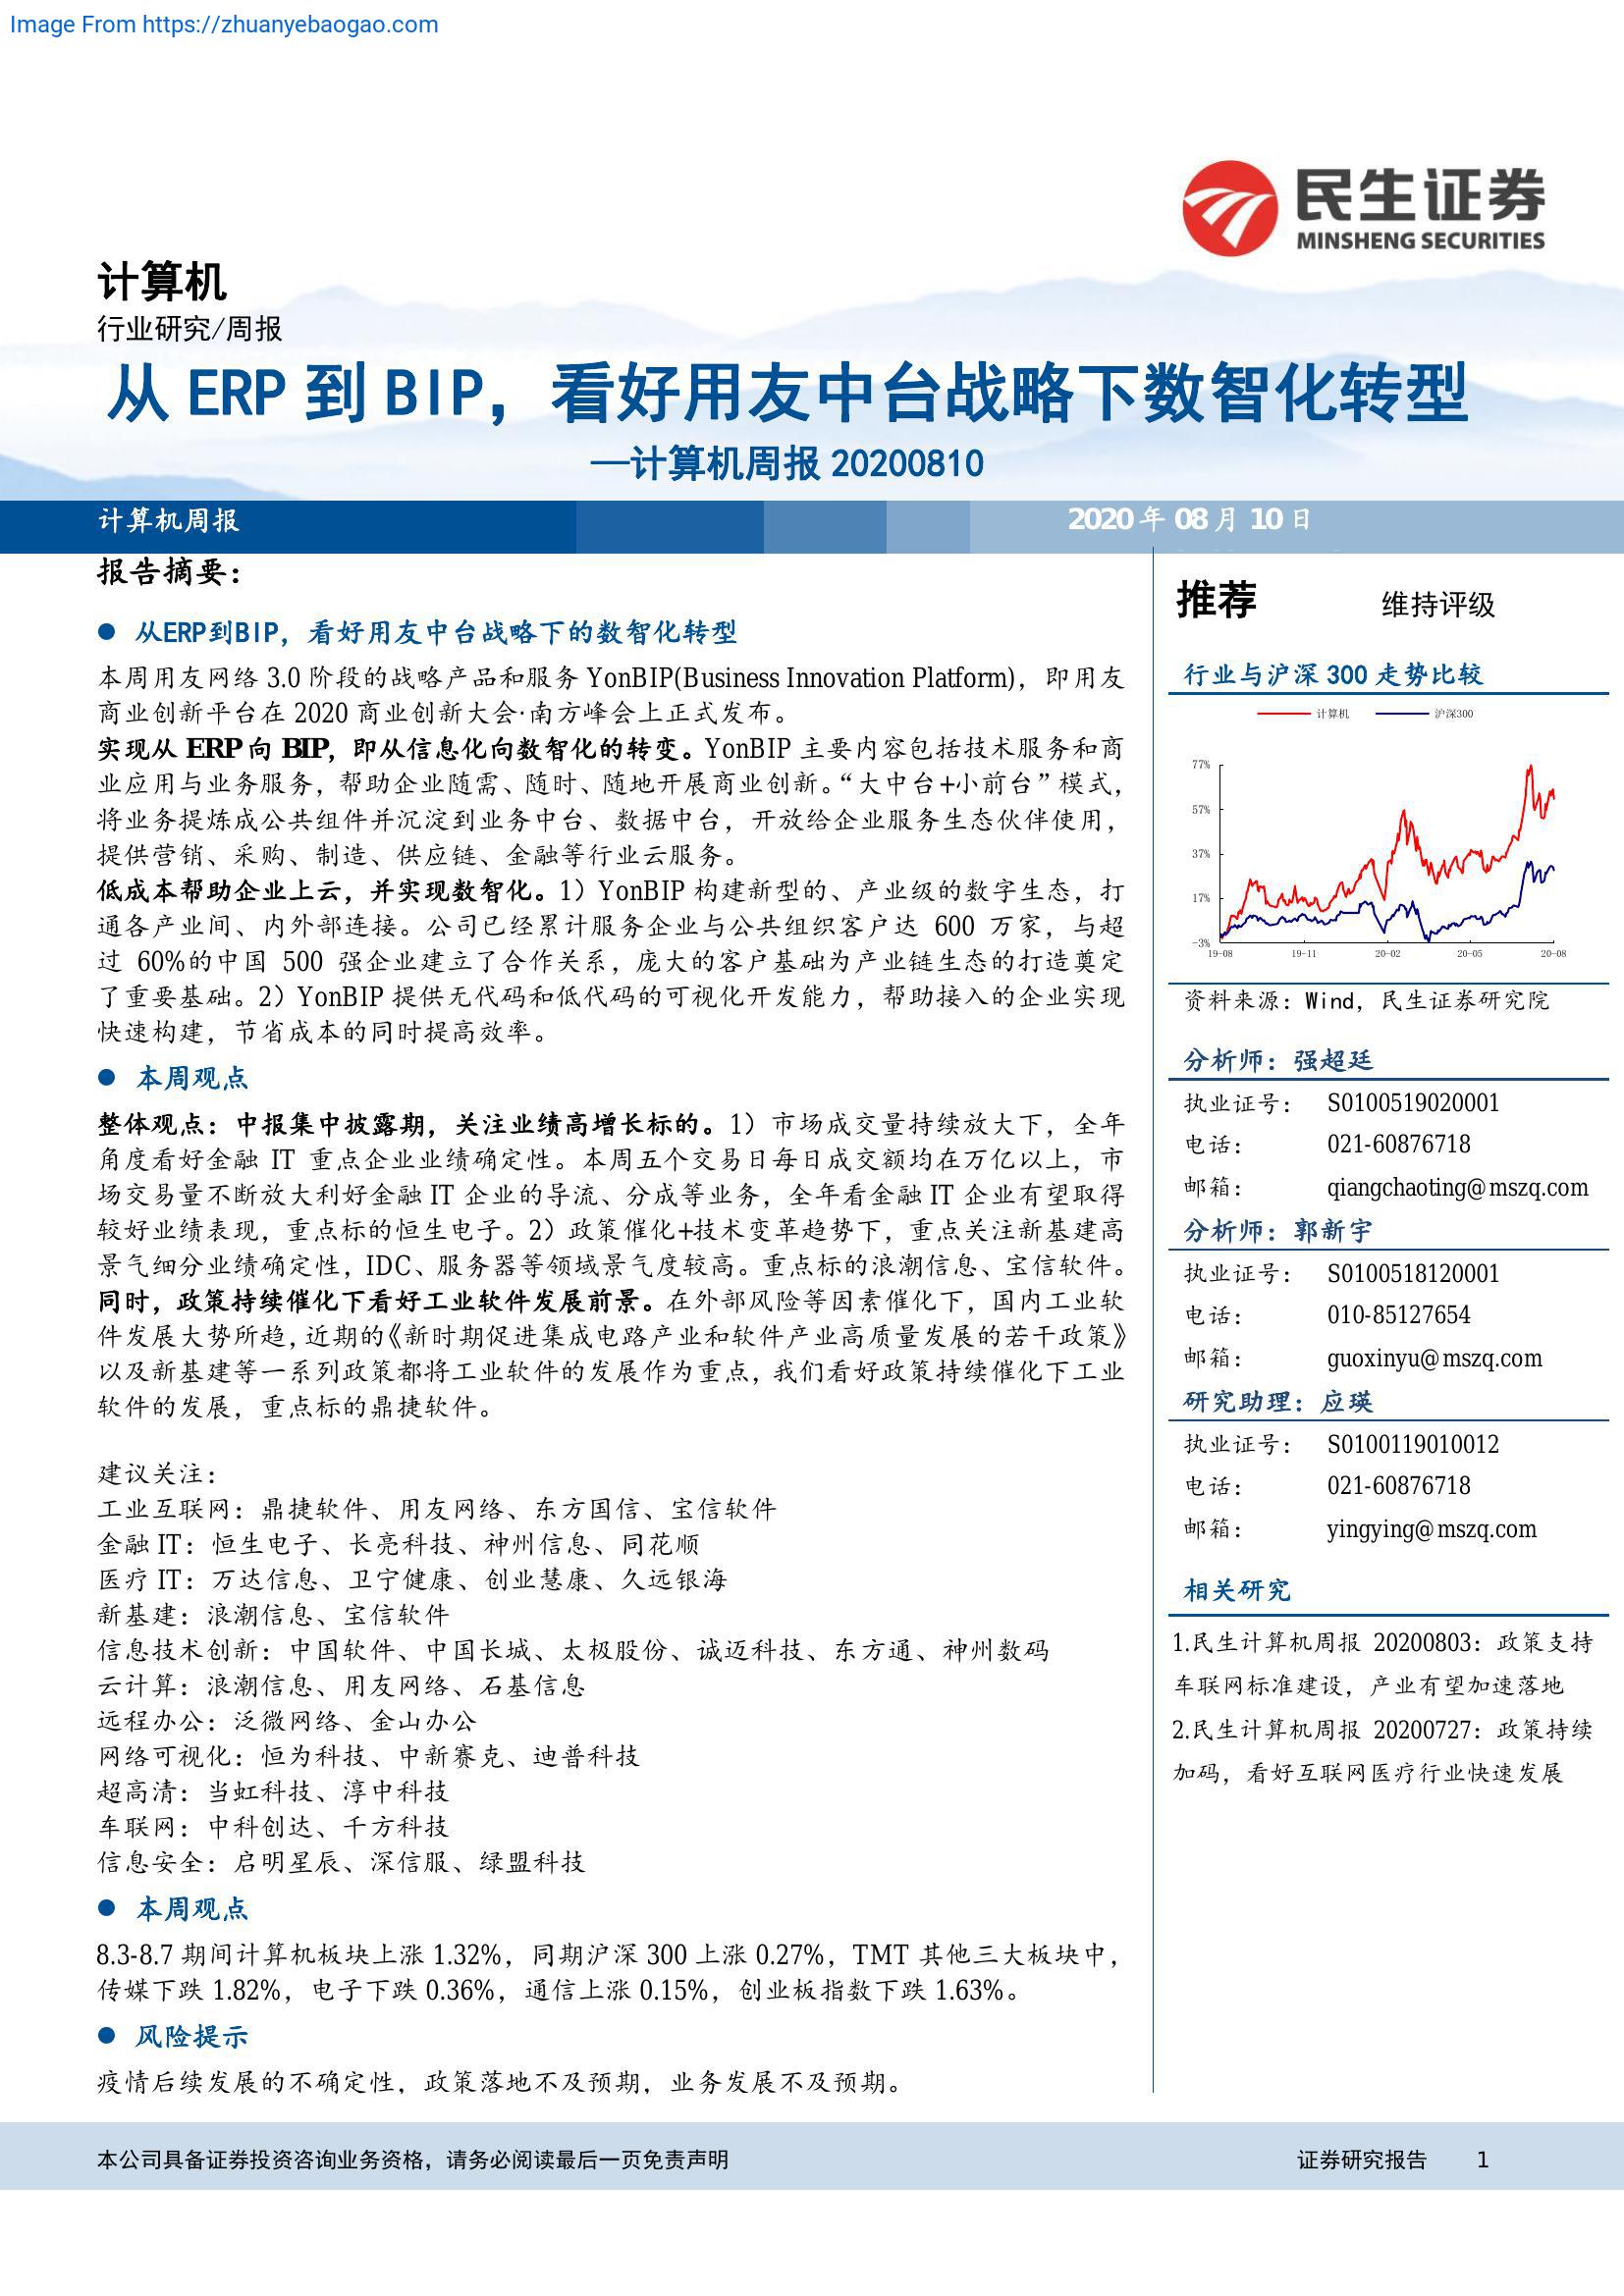 Image From https://zhuanyebaogao.com
民生证券
MINSHENG SECURITIES
计算机
行业研究/周报
从 ERP 到 BIP，看好用友中台战略下数智化转型
—计算机周报 20200810
计算机周报
2020 年 08 月 10 日
报告摘要：
● 从ERP到BIP，看好用友中台战略下的数智化转型
本周用友网络 3.0 阶段的战略产品和服务 YonBIP(Business Innovation Platform)，即用友
商业创新平台在 2020 商业创新大会·南方峰会上正式发布。
实现从 ERP 向 BIP，即从信息化向数智化的转变。YonBIP 主要内容包括技术服务和商
业应用与业务服务，帮助企业随需、随时、随地开展商业创新。“大中台+小前台”模式，
将业务提炼成公共组件并沉淀到业务中台、数据中台，开放给企业服务生态伙伴使用，
提供营销、采购、制造、供应链、金融等行业云服务。
低成本帮助企业上云，并实现数智化。1）YonBIP 构建新型的、产业级的数字生态，打
通各产业间、内外部连接。公司已经累计服务企业与公共组织客户达 600 万家，与超
过 60%的中国 500 强企业建立了合作关系，庞大的客户基础为产业链生态的打造奠定
了重要基础。2）YonBIP 提供无代码和低代码的可视化开发能力，帮助接入的企业实现
快速构建，节省成本的同时提高效率。
● 本周观点
整体观点：中报集中披露期，关注业绩高增长标的。1）市场成交量持续放大下，全年
角度看好金融 IT 重点企业业绩确定性。本周五个交易日每日成交额均在万亿以上，市
场交易量不断放大利好金融 IT 企业的导流、分成等业务，全年看金融 IT 企业有望取得
较好业绩表现，重点标的恒生电子。2）政策催化+技术变革趋势下，重点关注新基建高
景气细分业绩确定性，IDC、服务器等领域景气度较高。重点标的浪潮信息、宝信软件。
同时，政策持续催化下看好工业软件发展前景。在外部风险等因素催化下，国内工业软
件发展大势所趋，近期的《新时期促进集成电路产业和软件产业高质量发展的若干政策》
以及新基建等一系列政策都将工业软件的发展作为重点，我们看好政策持续催化下工业
软件的发展，重点标的鼎捷软件。
建议关注：
工业互联网：鼎捷软件、用友网络、东方国信、宝信软件
金融 IT：恒生电子、长亮科技、神州信息、同花顺
医疗 IT：万达信息、卫宁健康、创业慧康、久远银海
新基建：浪潮信息、宝信软件
信息技术创新：中国软件、中国长城、太极股份、诚迈科技、东方通、神州数码
云计算：浪潮信息、用友网络、石基信息
远程办公：泛微网络、金山办公
网络可视化：恒为科技、中新赛克、迪普科技
超高清：当虹科技、淳中科技
车联网：中科创达、千方科技
信息安全：启明星辰、深信服、绿盟科技
● 本周观点
8.3-8.7 期间计算机板块上涨 1.32%，同期沪深 300 上涨 0.27%，TMT 其他三大板块中，
传媒下跌 1.82%，电子下跌 0.36%，通信上涨 0.15%，创业板指数下跌 1.63%。
● 风险提示
疫情后续发展的不确定性，政策落地不及预期，业务发展不及预期。
推荐 维持评级
行业与沪深 300 走势比较
计算机 沪深300
77%
57%
37%
17%
-3%
19-08 19-11 20-02 20-05 20-08
资料来源：Wind，民生证券研究院
分析师：强超廷
执业证号： S0100519020001
电话： 021-60876718
邮箱： qiangchaoting@mszq.com
分析师：郭新宇
执业证号： S0100518120001
电话： 010-85127654
邮箱： guoxinyu@mszq.com
研究助理：应瑛
执业证号： S0100119010012
电话： 021-60876718
邮箱： yingying@mszq.com
相关研究
1.民生计算机周报 20200803：政策支持
车联网标准建设，产业有望加速落地
2.民生计算机周报 20200727：政策持续
加码，看好互联网医疗行业快速发展
本公司具备证券投资咨询业务资格，请务必阅读最后一页免责声明
证券研究报告 1